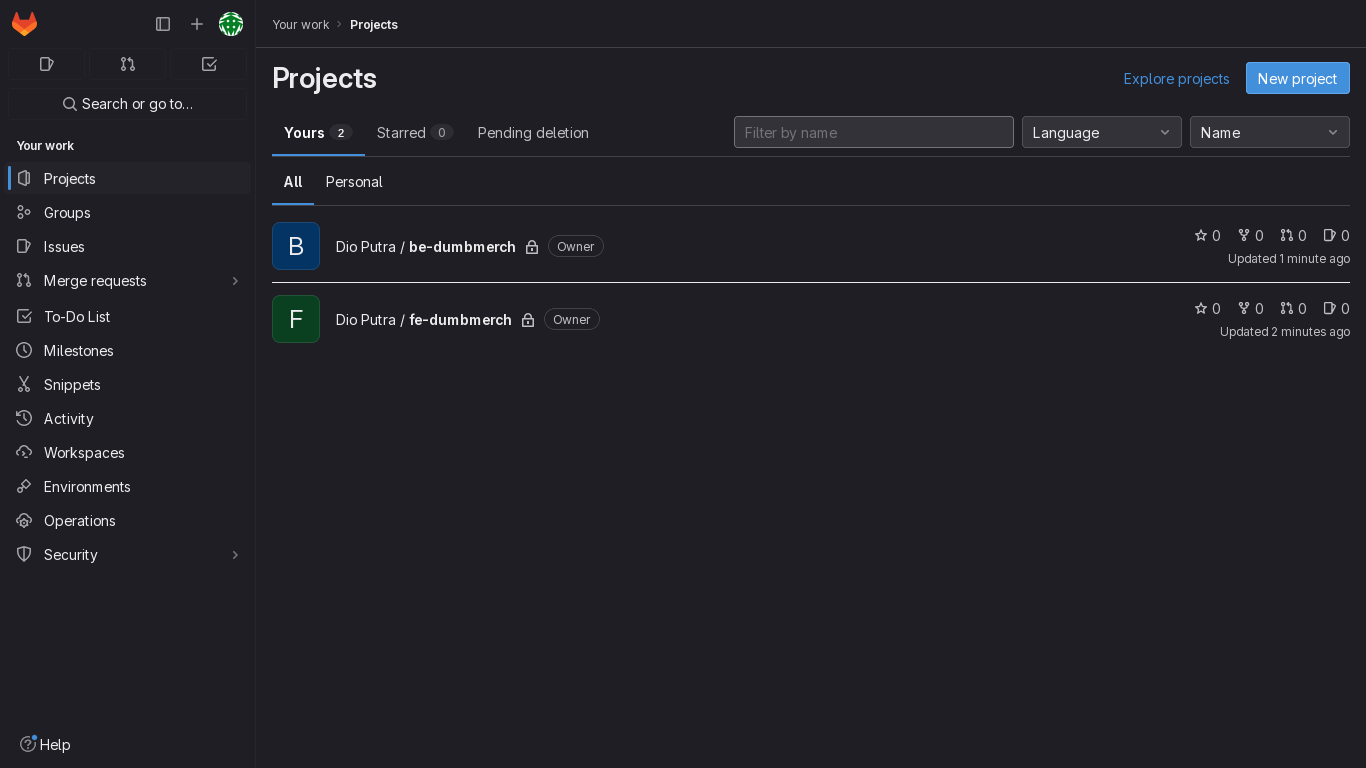 Your work > Projects
Search or go to...
Your work
Projects
Groups
Issues
Merge requests
To-Do List
Milestones
Snippets
Activity
Workspaces
Environments
Operations
Security
Help
Projects
Explore projects
New project
Yours 2
Starred 0
Pending deletion
Filter by name
Language
Name
All
Personal
B
Dio Putra / be-dumbmerch
Owner
0 0 0 0
Updated 1 minute ago
F
Dio Putra / fe-dumbmerch
Owner
0 0 0 0
Updated 2 minutes ago